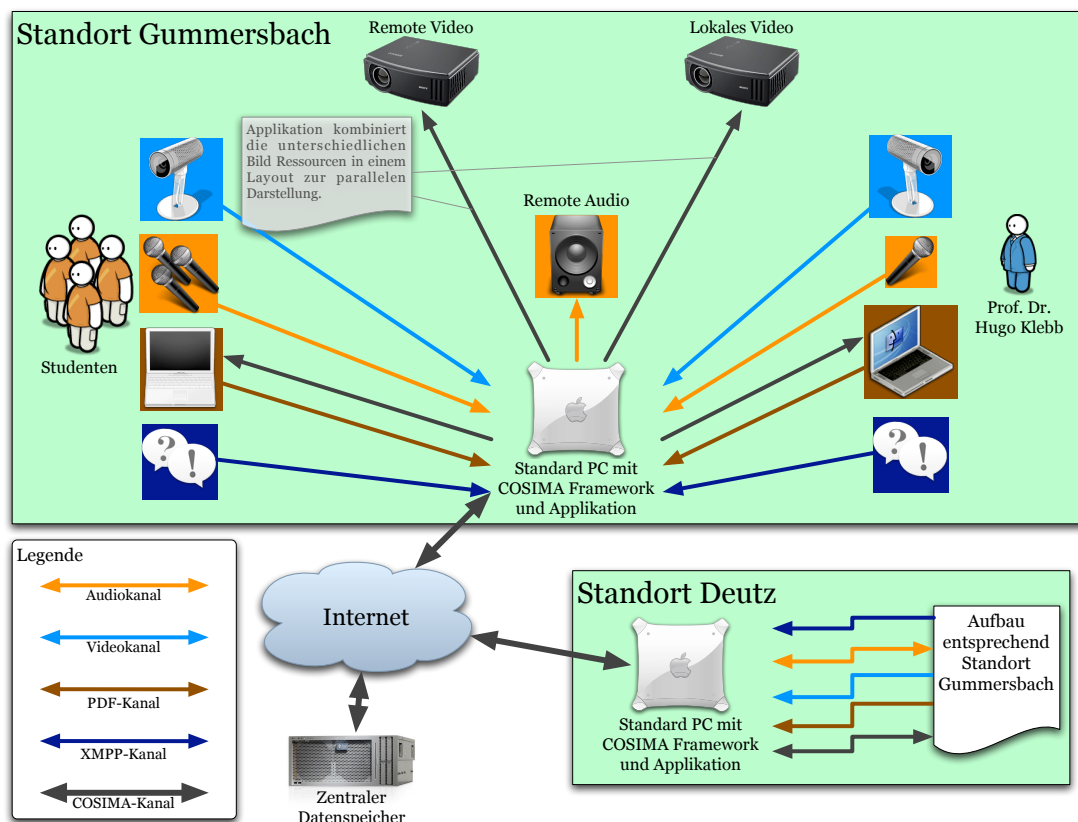 Standort Gummersbach
Remote Video
Lokales Video
Applikation kombiniert
die unterschiedlichen
Bild Ressourcen in einem
Layout zur parallelen
Darstellung.
Remote Audio
Studenten
Prof. Dr.
Hugo Klebb
Standard PC mit
COSIMA Framework
und Applikation
Legende
Audiokanal
Videokanal
PDF-Kanal
XMPP-Kanal
COSIMA-Kanal
Internet
Zentraler
Datenspeicher
Standort Deutz
Standard PC mit
COSIMA Framework
und Applikation
Aufbau
entsprechend
Standort
Gummersbach